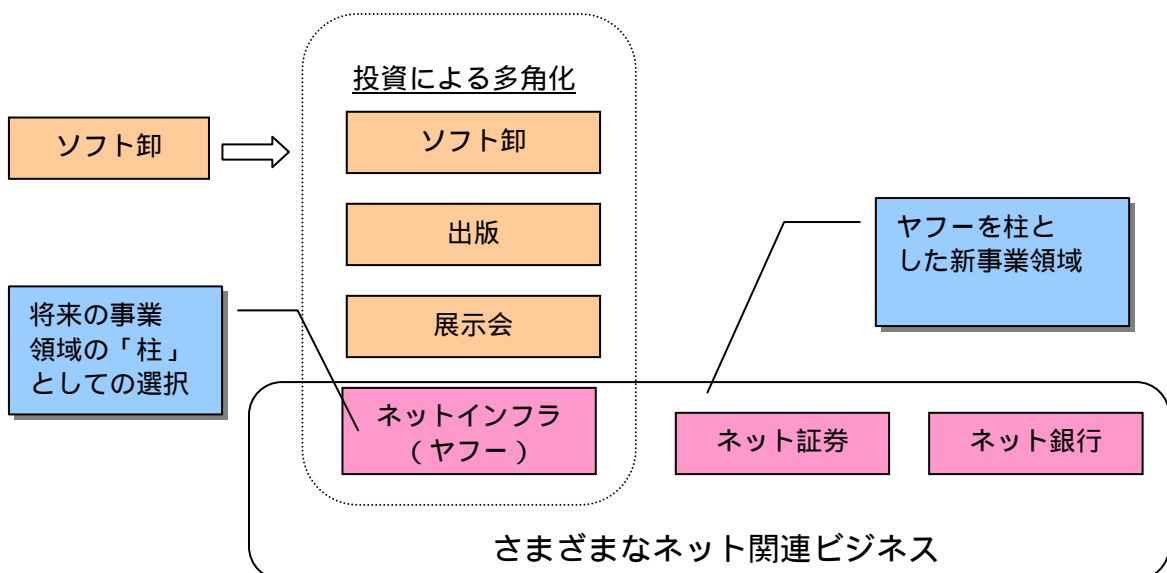 投資による多角化
ソフト卸
ソフト卸
出版
展示会
将来の事業
領域の「柱」
としての選択
ヤフーを柱と
した新事業領域
ネットインフラ
(ヤフー)
ネット証券
ネット銀行
さまざまなネット関連ビジネス